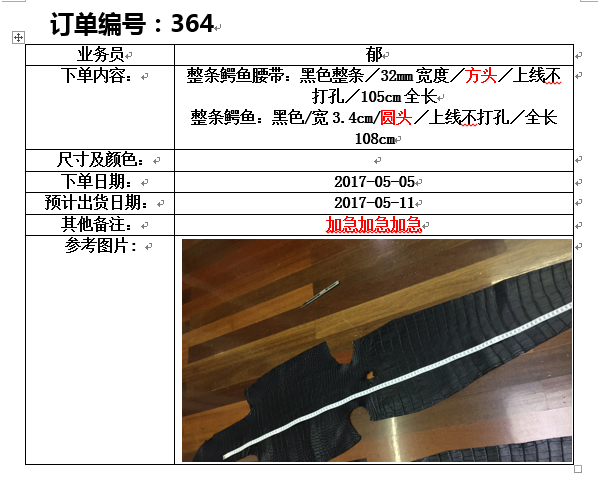 订单编号：364
业务员 郁
下单内容： 整条鳄鱼腰带：黑色整条／32mm 宽度／方头／上线不
打孔／105cm 全长
整条鳄鱼：黑色/宽 3.4cm/圆头／上线不打孔／全长
108cm
尺寸及颜色：
下单日期： 2017-05-05
预计出货日期： 2017-05-11
其他备注： 加急加急加急
参考图片：